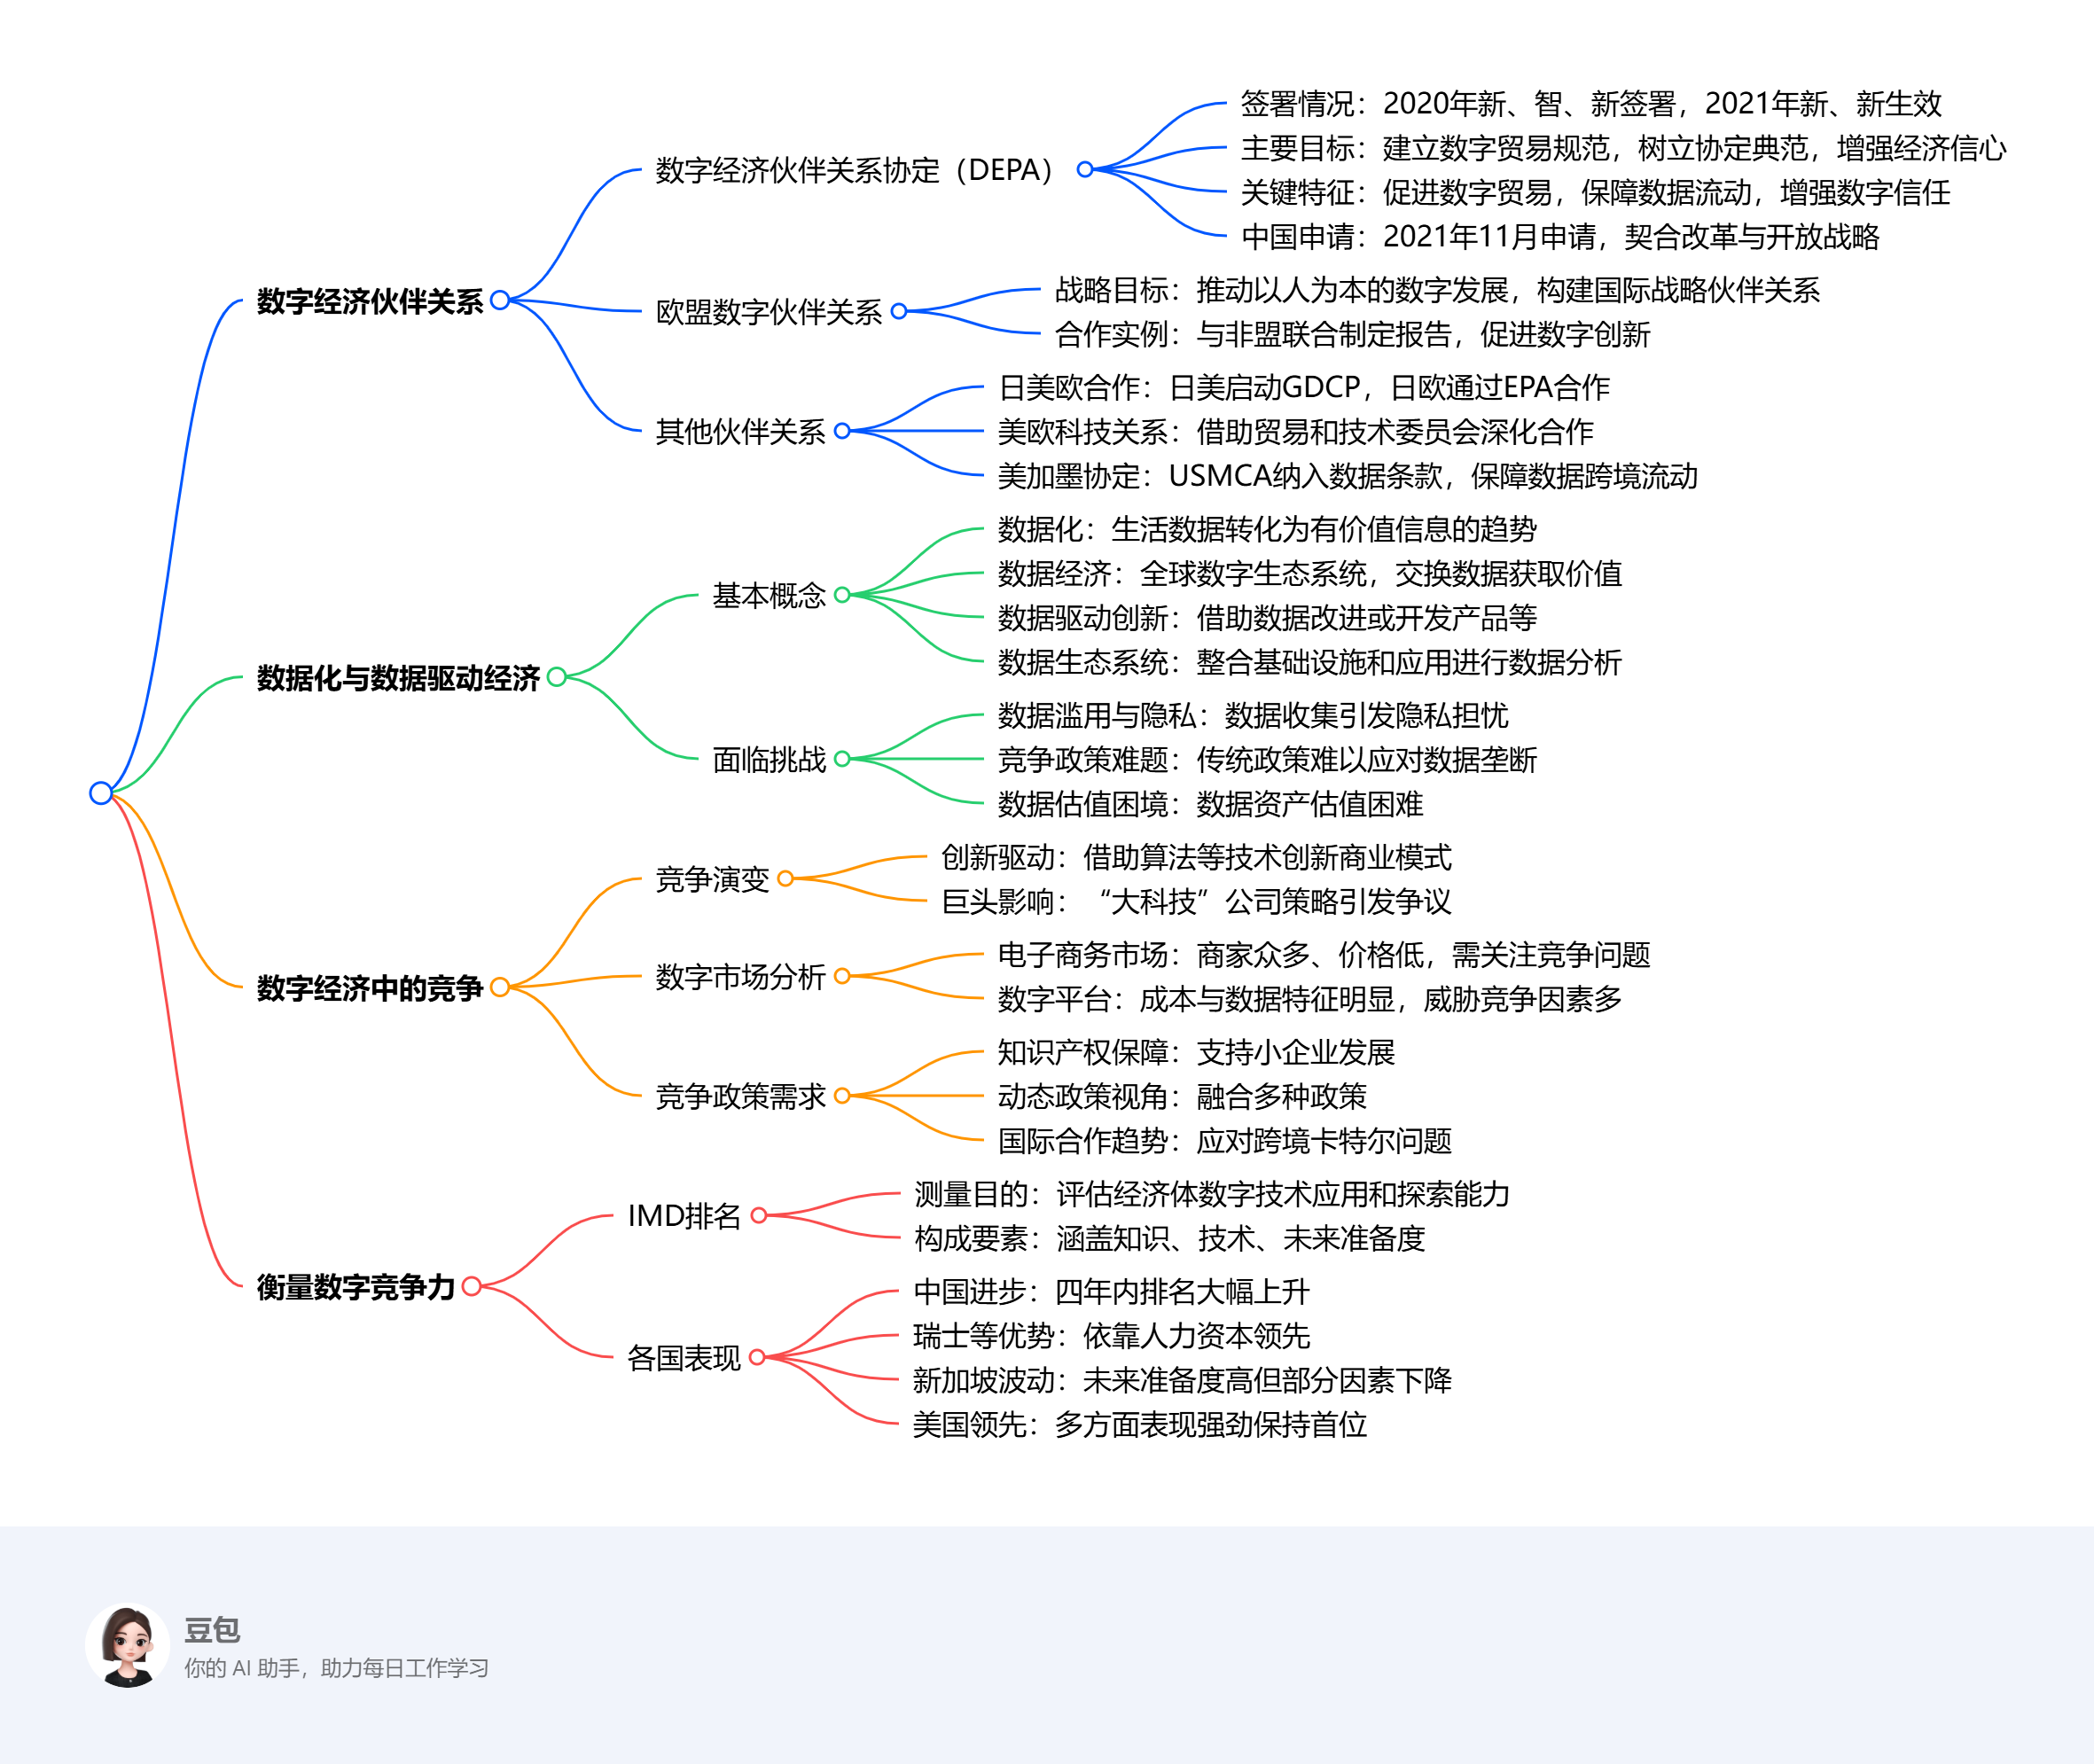 数字经济伙伴关系
数字经济伙伴关系协定（DEPA）
签署情况：2020年新、智、新签署，2021年新、新生效
主要目标：建立数字贸易规范，树立协定典范，增强经济信心
关键特征：促进数字贸易，保障数据流动，增强数字信任
中国申请：2021年11月申请，契合改革与开放战略
欧盟数字伙伴关系
战略目标：推动以人为本的数字发展，构建国际战略伙伴关系
合作实例：与非盟联合制定报告，促进数字创新
其他伙伴关系
日美欧合作：日美启动GDCP，日欧通过EPA合作
美欧科技关系：借助贸易和技术委员会深化合作
美加墨协定：USMCA纳入数据条款，保障数据跨境流动
数据化与数据驱动经济
基本概念
数据化：生活数据转化为有价值信息的趋势
数据经济：全球数字生态系统，交换数据获取价值
数据驱动创新：借助数据改进或开发产品等
数据生态系统：整合基础设施和应用进行数据分析
面临挑战
数据滥用与隐私：数据收集引发隐私担忧
竞争政策难题：传统政策难以应对数据垄断
数据估值困境：数据资产估值困难
数字经济中的竞争
竞争演变
创新驱动：借助算法等技术创新商业模式
巨头影响：“大科技”公司策略引发争议
数字市场分析
电子商务市场：商家众多、价格低，需关注竞争问题
数字平台：成本与数据特征明显，威胁竞争因素多
竞争政策需求
知识产权保障：支持小企业发展
动态政策视角：融合多种政策
国际合作趋势：应对跨境卡特尔问题
衡量数字竞争力
IMD排名
测量目的：评估经济体数字技术应用和探索能力
构成要素：涵盖知识、技术、未来准备度
各国表现
中国进步：四年内排名大幅上升
瑞士等优势：依靠人力资本领先
新加坡波动：未来准备度高但部分因素下降
美国领先：多方面表现强劲保持首位
豆包
你的 AI 助手，助力每日工作学习